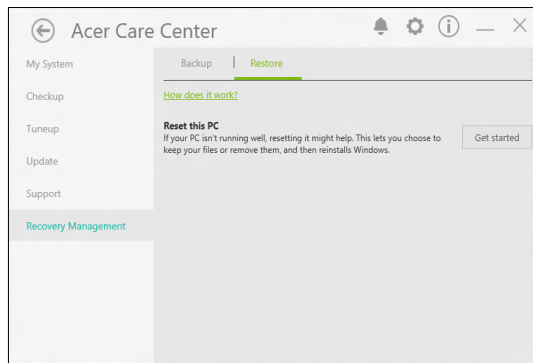 Acer Care Center
My System
Checkup
Tuneup
Update
Support
Recovery Management
Backup
Restore
How does it work?
Reset this PC
If your PC isn't running well, resetting it might help. This lets you choose to
keep your files or remove them, and then reinstalls Windows.
Get started